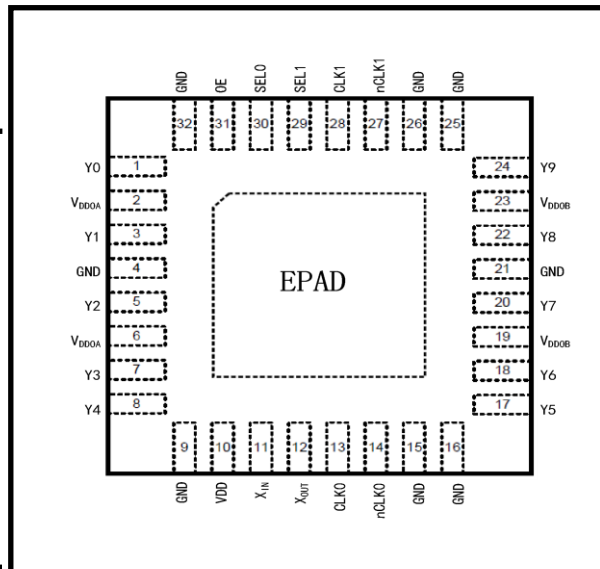 GND OE SEL0 SEL1 CLK1 nCLK1 GND GND
32 31 30 29 28 27 26 25
Y0 1 24 Y9
VDDOA 2 23 VDDOB
Y1 3 22 Y8
GND 4 21 GND
EPAD
Y2 5 20 Y7
VDDOA 6 19 VDDOB
Y3 7 18 Y6
Y4 8 17 Y5
9 10 11 12 13 14 15 16
GND VDD XIN XOUT CLK0 nCLK0 GND GND